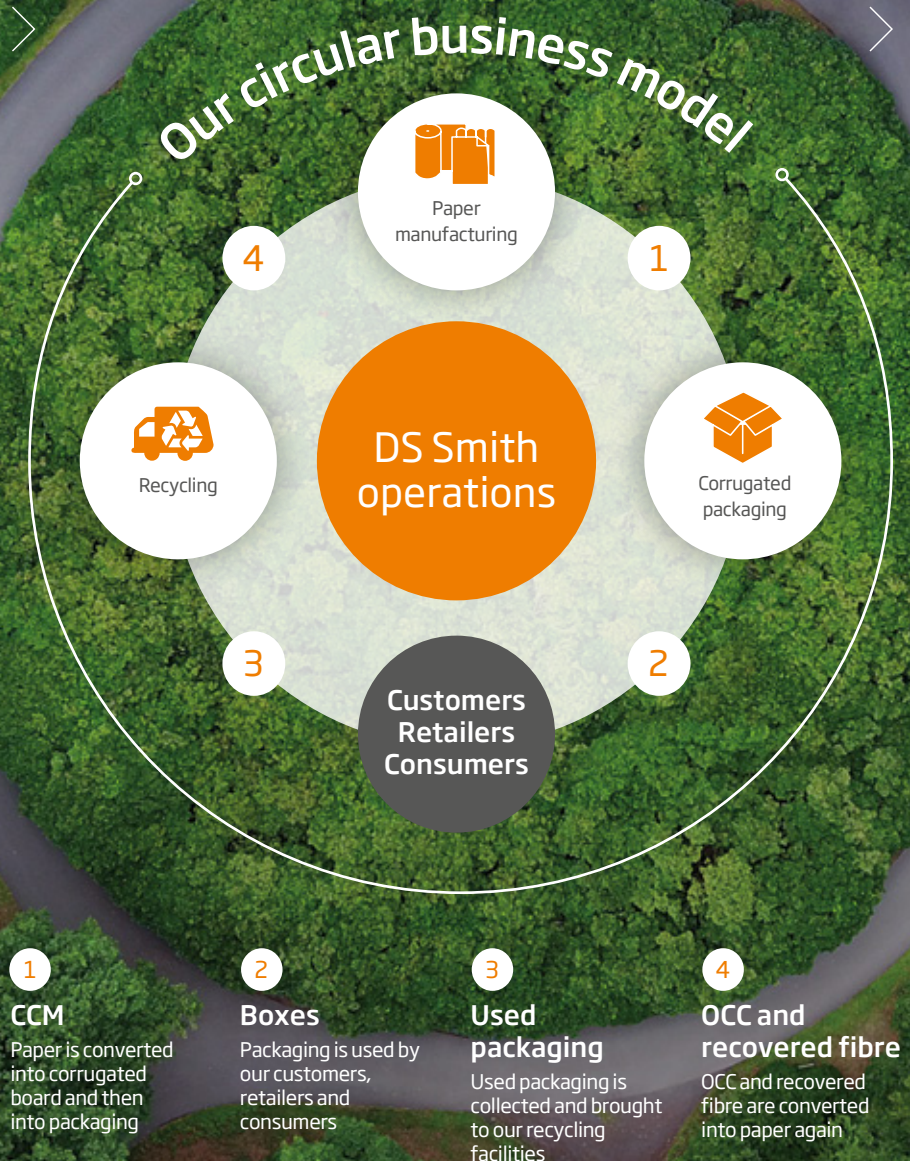 Our circular business model
Paper
manufacturing
4
1
Recycling
DS Smith
operations
Corrugated
packaging
3
2
Customers
Retailers
Consumers
1
CCM
Paper is converted
into corrugated
board and then
into packaging
2
Boxes
Packaging is used by
our customers,
retailers and
consumers
3
Used
packaging
Used packaging is
collected and brought
to our recycling
facilities
4
OCC and
recovered fibre
OCC and recovered
fibre are converted
into paper again